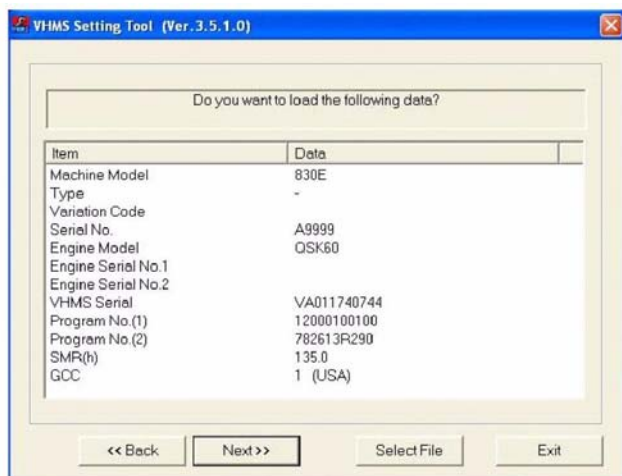 VHMS Setting Tool (Ver.3.5.1.0)
Do you want to load the following data?
Item Data
Machine Model 830E
Type -
Variation Code
Serial No. A9999
Engine Model QSK60
Engine Serial No.1
Engine Serial No.2
VHMS Serial VA011740744
Program No.(1) 12000100100
Program No.(2) 782613R290
SMR(h) 135.0
GCC 1 (USA)
<< Back Next>> Select File Exit